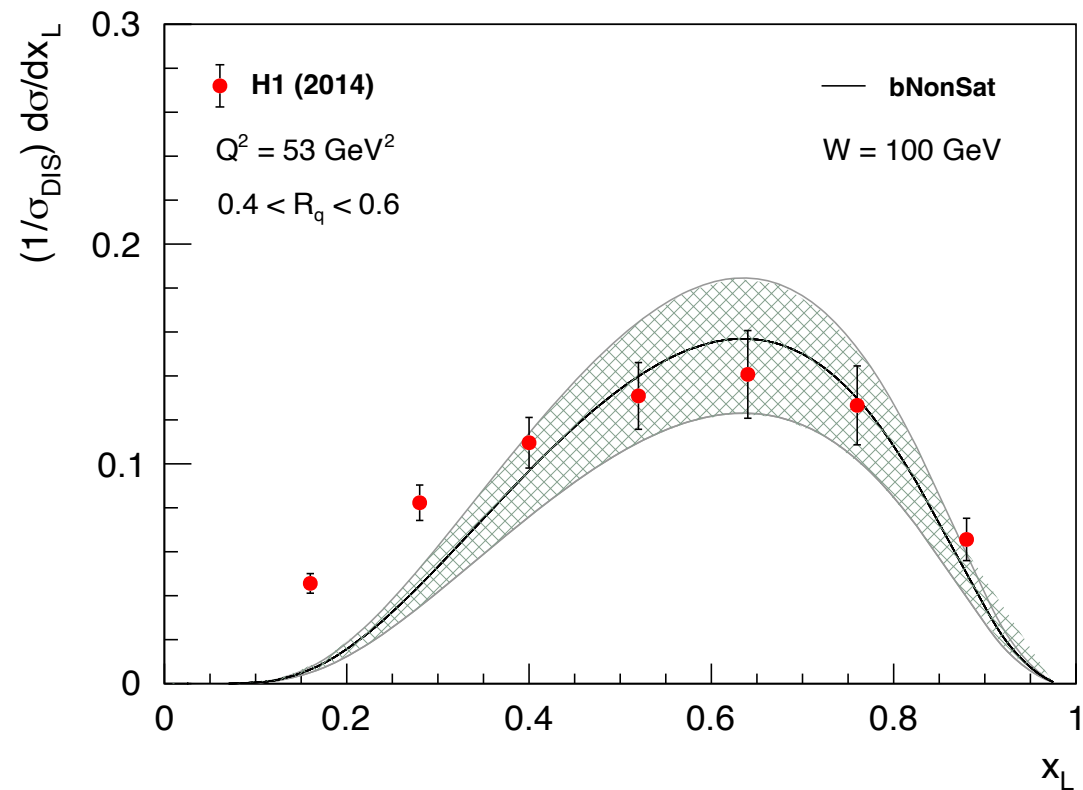 (1/σ_DIS) dσ/dx_L
0.3
0.2
0.1
0
H1 (2014)
Q² = 53 GeV²
0.4 < R_q < 0.6
bNonSat
W = 100 GeV
0 0.2 0.4 0.6 0.8 1
x_L